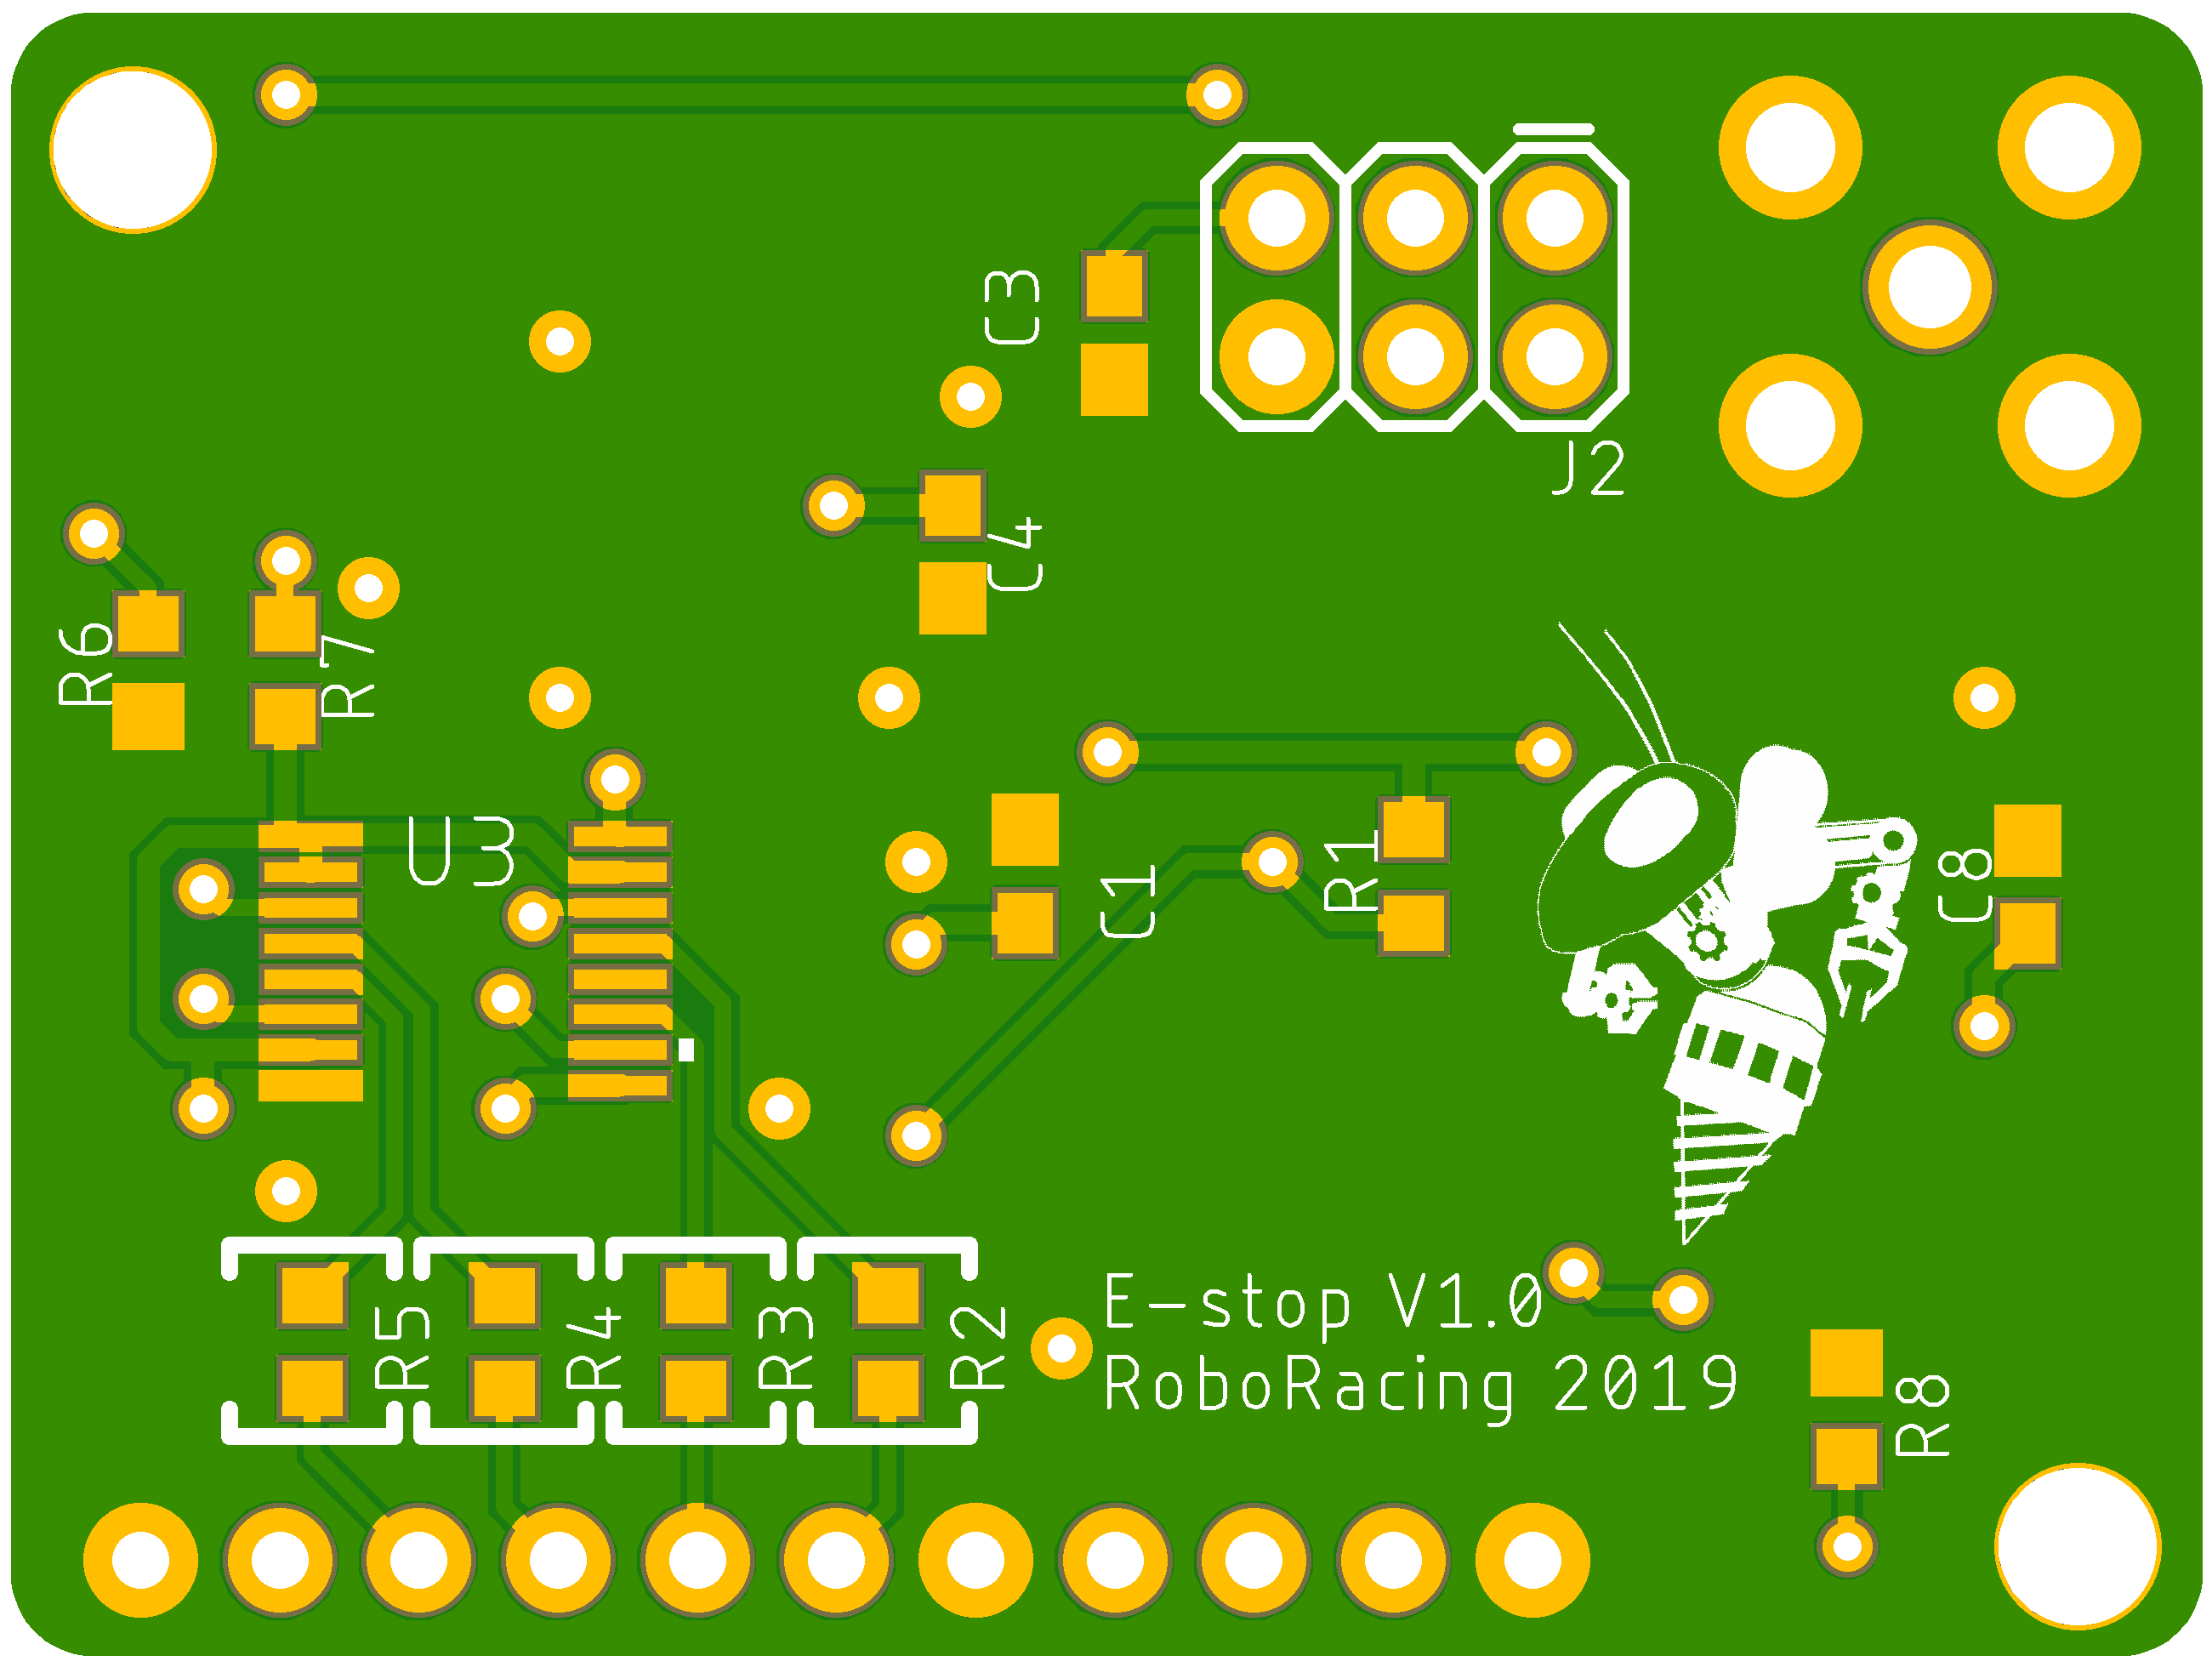 C3
J2
C4
R6
R7
U3
C1
R1
C8
R5
R4
R3
R2
E-stop V1.0
RoboRacing 2019
R8